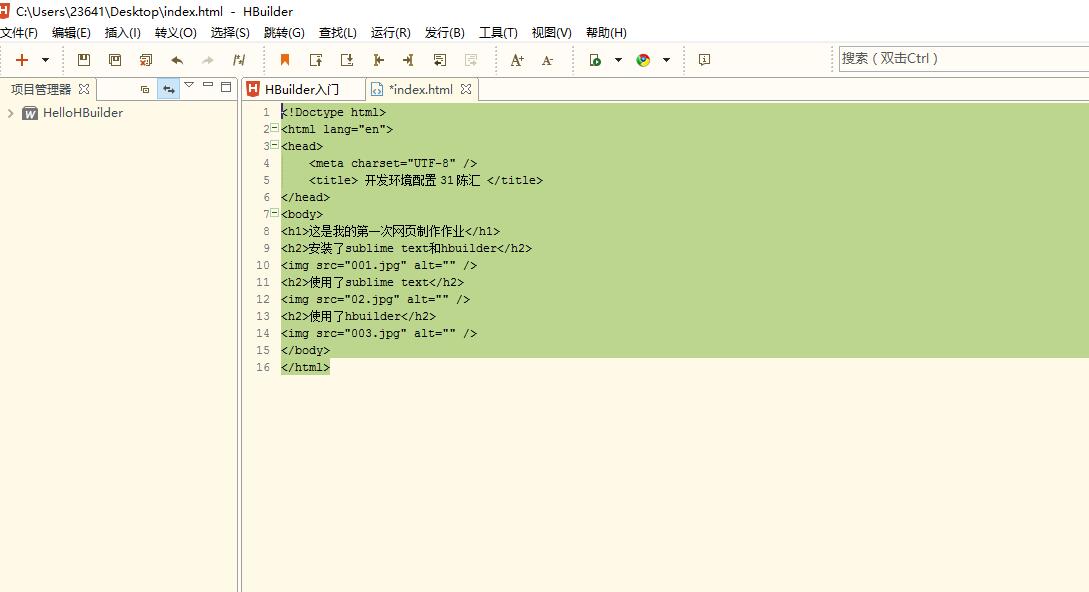 C:\Users\23641\Desktop\index.html - HBuilder
文件(F) 编辑(E) 插入(I) 转义(O) 选择(S) 跳转(G) 查找(L) 运行(R) 发行(B) 工具(T) 视图(V) 帮助(H)
搜索（双击Ctrl）
项目管理器
HBuilder入门 *index.html
HelloHBuilder
1 <!Doctype html>
2 <html lang="en">
3 <head>
4 <meta charset="UTF-8" />
5 <title> 开发环境配置 31陈汇 </title>
6 </head>
7 <body>
8 <h1>这是我的第一次网页制作作业</h1>
9 <h2>安装了sublime text和hbuilder</h2>
10 <img src="001.jpg" alt="" />
11 <h2>使用了sublime text</h2>
12 <img src="02.jpg" alt="" />
13 <h2>使用了hbuilder</h2>
14 <img src="003.jpg" alt="" />
15 </body>
16 </html>